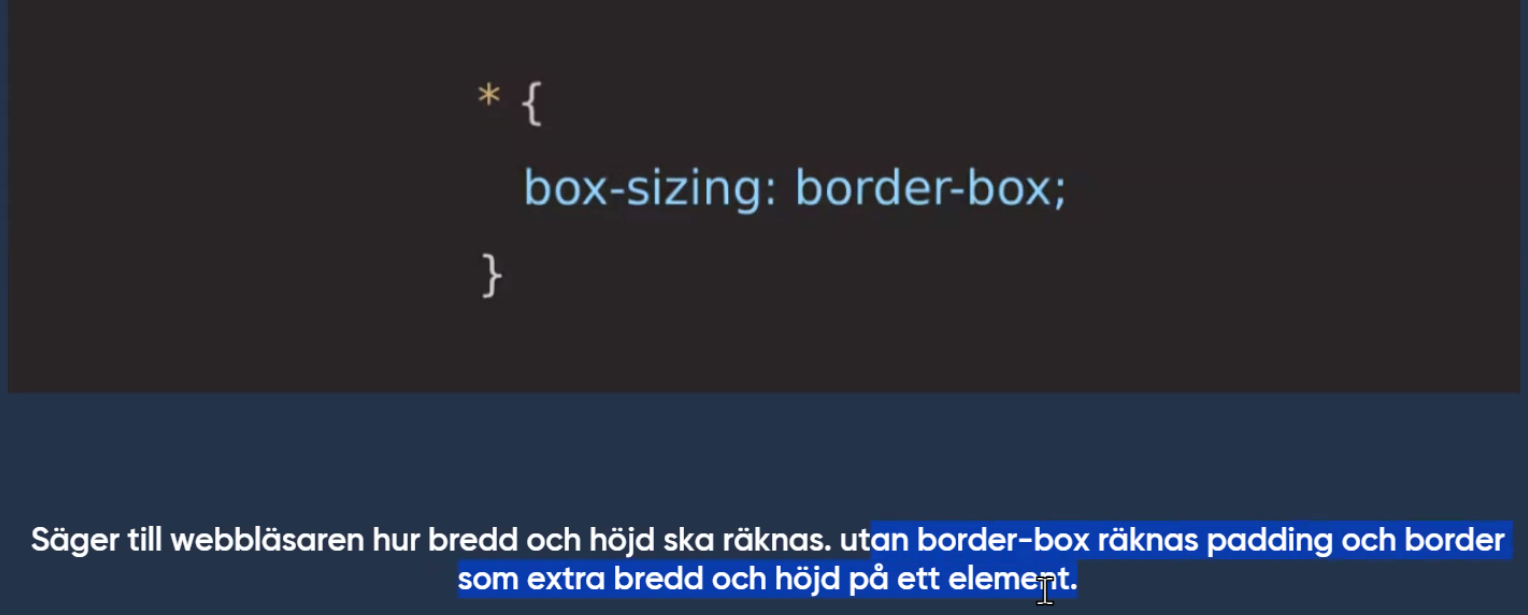 * {
box-sizing: border-box;
}
Säger till webbläsaren hur bredd och höjd ska räknas. utan border-box räknas padding och border
som extra bredd och höjd på ett element.